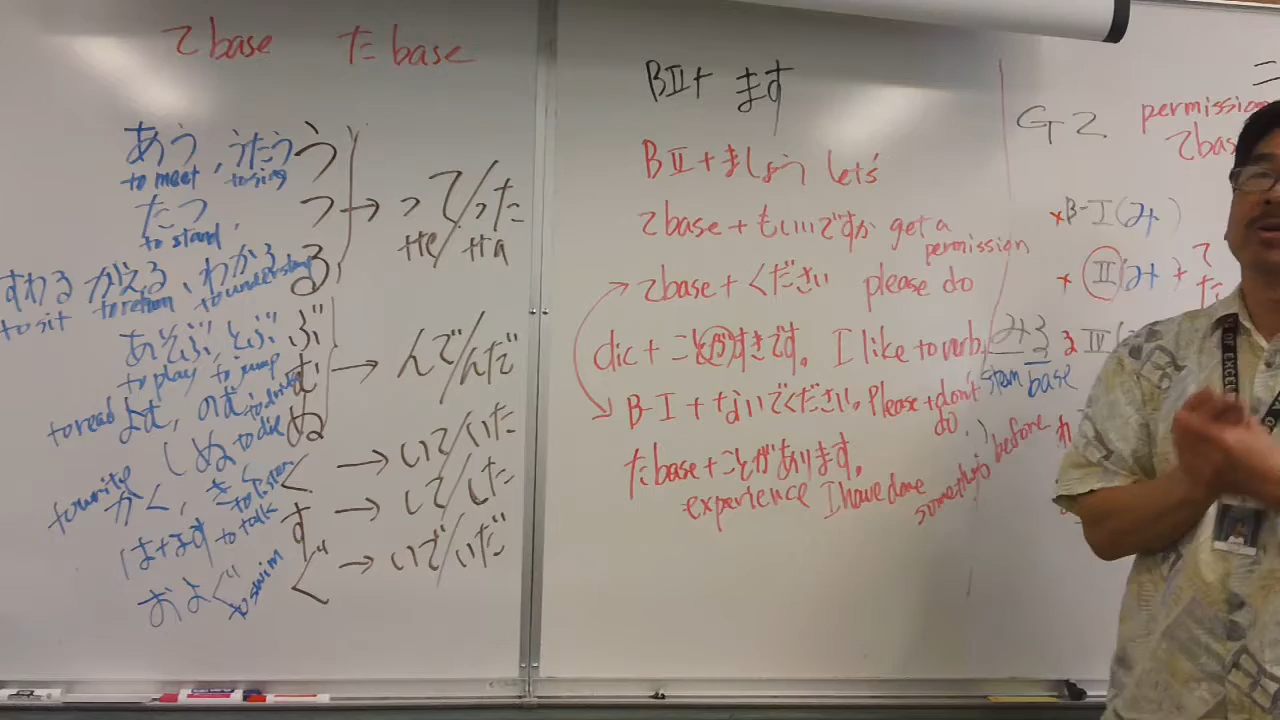 てbase たbase
あう, うたう う
to meet, to sing
たつ, つ
to stand
すわる がえる、わかる る
to sit to return, to understand
って/った
tte/tta
あそぶ, とぶ ぶ
to play to jump
to read よむ, のむ to drink む
しぬ to die ぬ
んで/んだ
to write かく, きく to listen く → いて/いた
はなす to talk す → して/した
およぐ to swim ぐ → いで/いだ
BⅡ+ ます
BⅡ+ましょう let's
てbase+もいいですか get a permission
てbase+ください please do
dic+ことがすきです。 I like to verb
B-Ⅰ+ないでください。Please+don't do
たbase+ことがあります。
experience I have done something before
G2 permission
てbas
×B-Ⅰ(み)
× Ⅱ(み + て
た
みる る Ⅳ
stem base
OF EXCEL